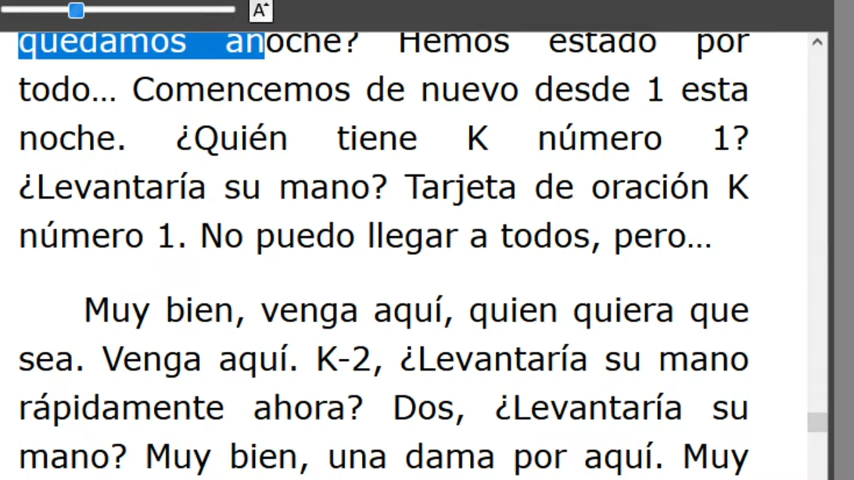 A
quedamos anoche? Hemos estado por
todo... Comencemos de nuevo desde 1 esta
noche. ¿Quién tiene K número 1?
¿Levantaría su mano? Tarjeta de oración K
número 1. No puedo llegar a todos, pero...
Muy bien, venga aquí, quien quiera que
sea. Venga aquí. K-2, ¿Levantaría su mano
rápidamente ahora? Dos, ¿Levantaría su
mano? Muy bien, una dama por aquí. Muy